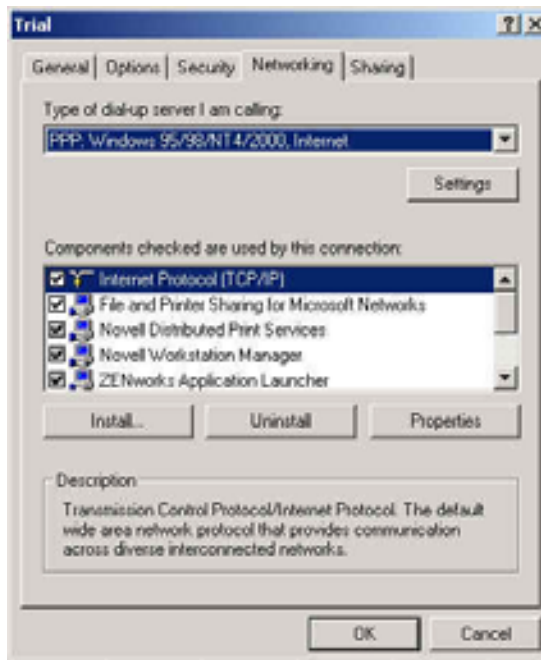 Trial
General Options Security Networking Sharing
Type of dial-up server I am calling:
PPP: Windows 95/98/NT4/2000, Internet
Settings
Components checked are used by this connection:
Internet Protocol (TCP/IP)
File and Printer Sharing for Microsoft Networks
Novell Distributed Print Services
Novell Workstation Manager
ZENworks Application Launcher
Install... Uninstall Properties
Description
Transmission Control Protocol/Internet Protocol. The default
wide area network protocol that provides communication
across diverse interconnected networks.
OK Cancel